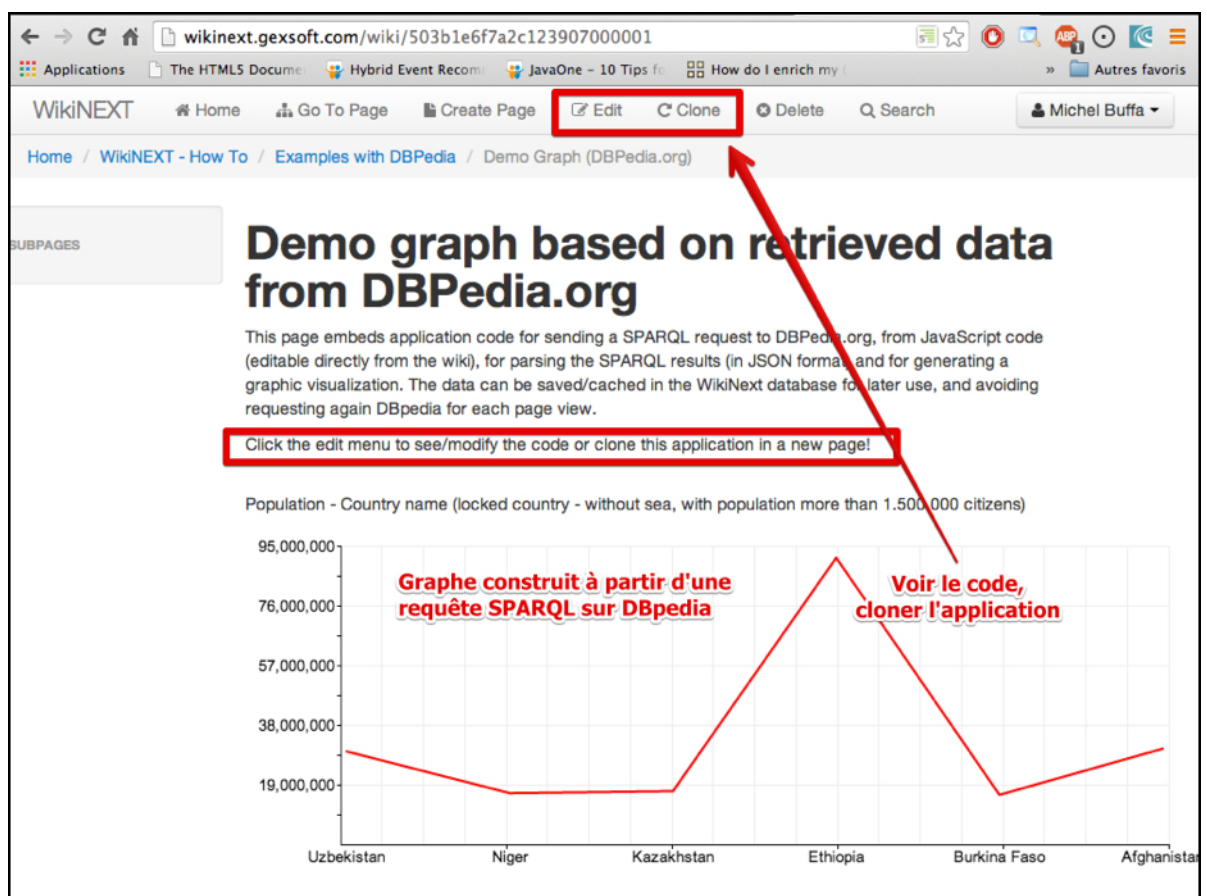 wikinext.gexsoft.com/wiki/503b1e6f7a2c123907000001
Applications The HTML5 Docume Hybrid Event Recom JavaOne – 10 Tips fo How do I enrich my ( » Autres favoris
WikiNEXT Home Go To Page Create Page Edit Clone Delete Search Michel Buffa
Home / WikiNEXT - How To / Examples with DBPedia / Demo Graph (DBPedia.org)
SUBPAGES
Demo graph based on retrieved data
from DBPedia.org
This page embeds application code for sending a SPARQL request to DBPedia.org, from JavaScript code
(editable directly from the wiki), for parsing the SPARQL results (in JSON format) and for generating a
graphic visualization. The data can be saved/cached in the WikiNext database for later use, and avoiding
requesting again DBpedia for each page view.
Click the edit menu to see/modify the code or clone this application in a new page!
Population - Country name (locked country - without sea, with population more than 1.500.000 citizens)
95,000,000
Graphe construit à partir d'une
requête SPARQL sur DBpedia
Voir le code,
cloner l'application
76,000,000
57,000,000
38,000,000
19,000,000
Uzbekistan Niger Kazakhstan Ethiopia Burkina Faso Afghanistan
ABP 1